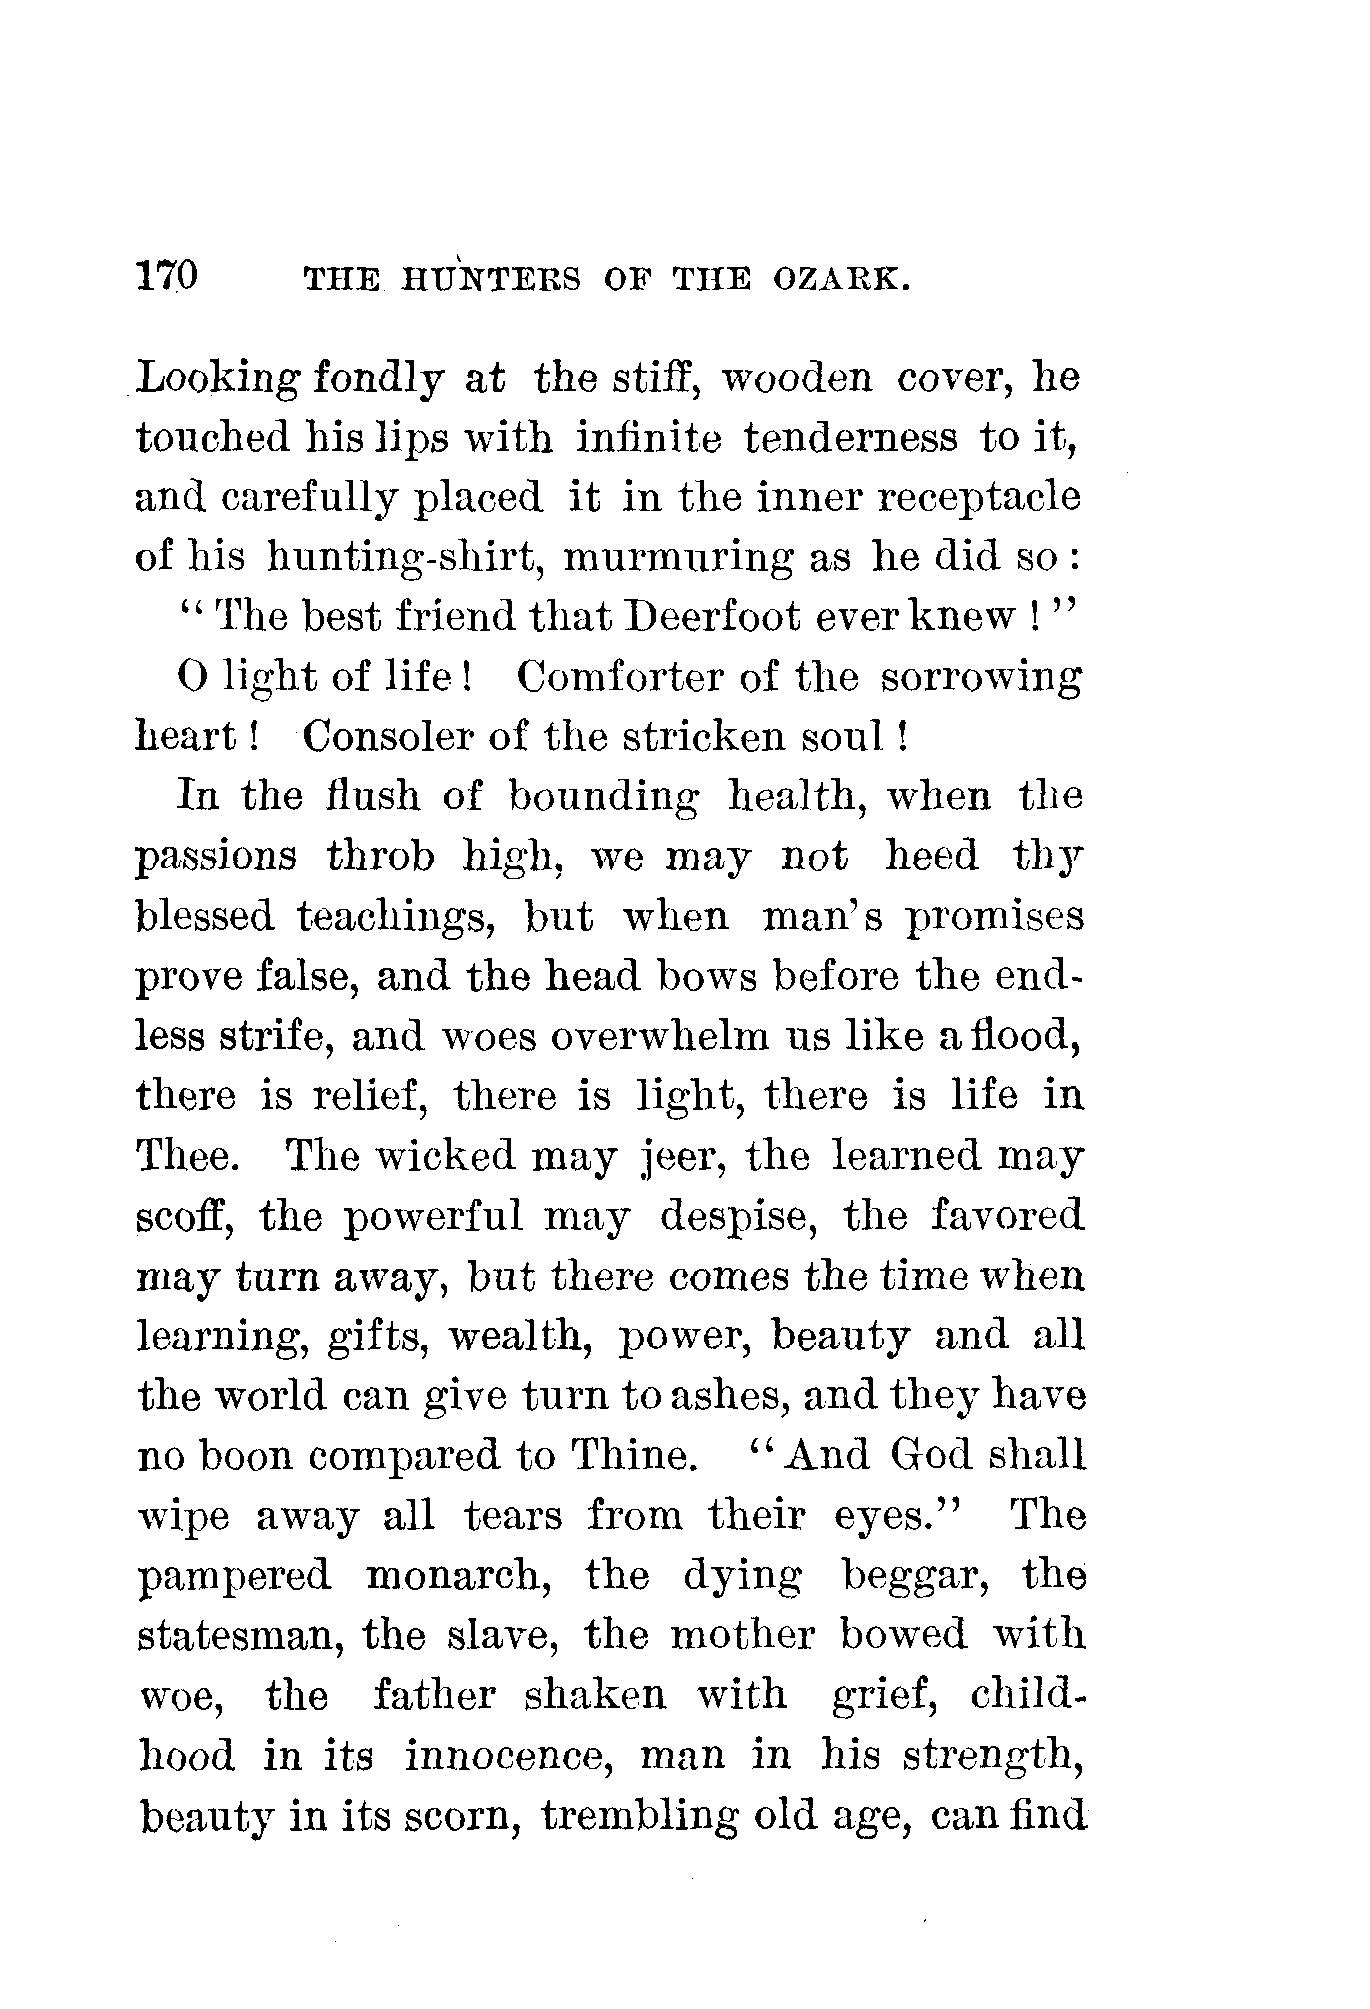 170 THE HUNTERS OF THE OZARK.
Looking fondly at the stiff, wooden cover, he
touched his lips with infinite tenderness to it,
and carefully placed it in the inner receptacle
of his hunting-shirt, murmuring as he did so :
“ The best friend that Deerfoot ever knew ! ”
O light of life ! Comforter of the sorrowing
heart ! Consoler of the stricken soul !
In the flush of bounding health, when the
passions throb high, we may not heed thy
blessed teachings, but when man’s promises
prove false, and the head bows before the end-
less strife, and woes overwhelm us like a flood,
there is relief, there is light, there is life in
Thee. The wicked may jeer, the learned may
scoff, the powerful may despise, the favored
may turn away, but there comes the time when
learning, gifts, wealth, power, beauty and all
the world can give turn to ashes, and they have
no boon compared to Thine. “ And God shall
wipe away all tears from their eyes.” The
pampered monarch, the dying beggar, the
statesman, the slave, the mother bowed with
woe, the father shaken with grief, child-
hood in its innocence, man in his strength,
beauty in its scorn, trembling old age, can find